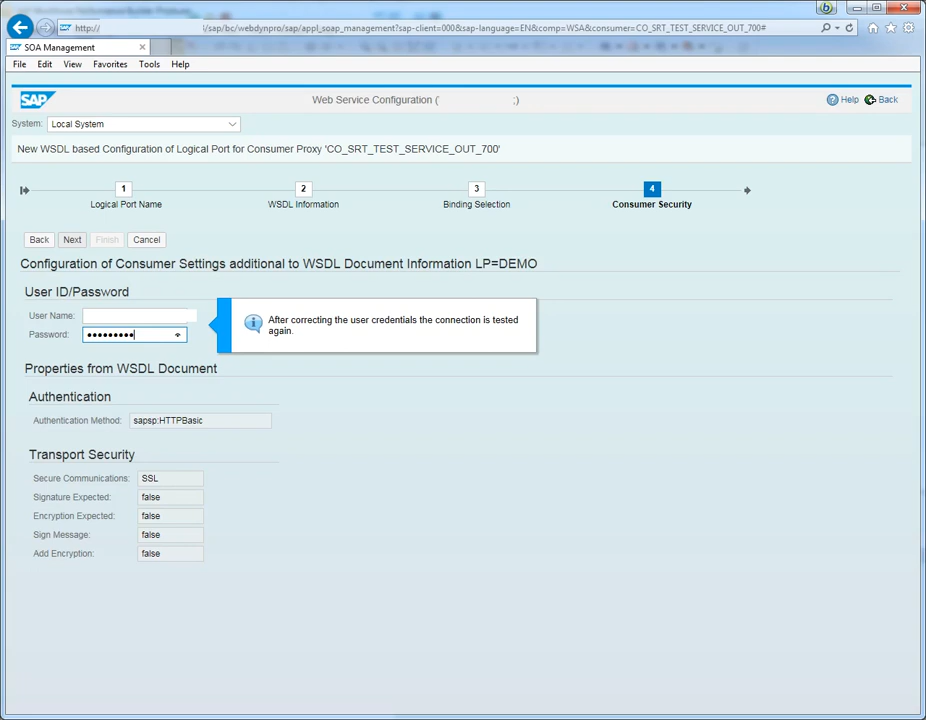 http://
/sap/bc/webdynpro/sap/appl_soap_management?sap-client=000&sap-language=EN&comp=WSA&consumer=CO_SRT_TEST_SERVICE_OUT_700#
SAP SOA Management
File Edit View Favorites Tools Help
SAP
Web Service Configuration (' ;)
Help Back
System: Local System
New WSDL based Configuration of Logical Port for Consumer Proxy 'CO_SRT_TEST_SERVICE_OUT_700'
1 2 3 4
Logical Port Name WSDL Information Binding Selection Consumer Security
Back Next Finish Cancel
Configuration of Consumer Settings additional to WSDL Document Information LP=DEMO
User ID/Password
User Name:
Password: •••••••••
After correcting the user credentials the connection is tested
again.
Properties from WSDL Document
Authentication
Authentication Method: sapsp:HTTPBasic
Transport Security
Secure Communications: SSL
Signature Expected: false
Encryption Expected: false
Sign Message: false
Add Encryption: false